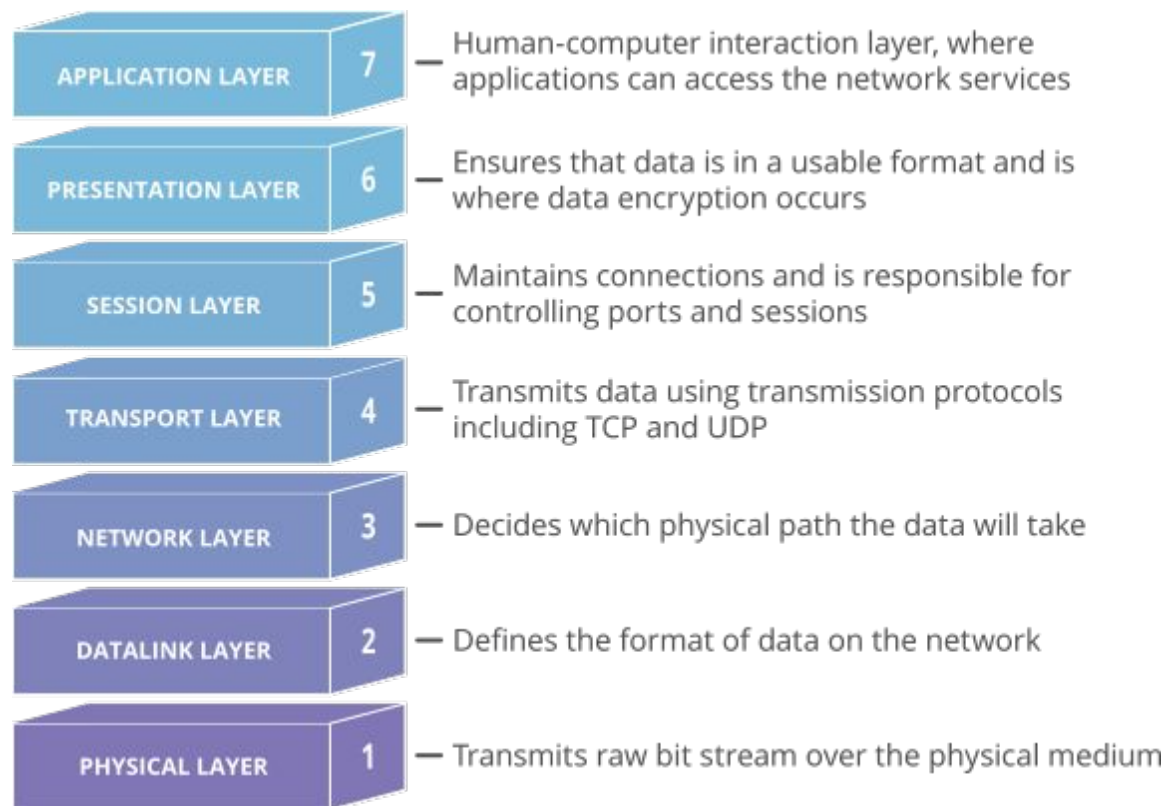 APPLICATION LAYER 7 — Human-computer interaction layer, where
applications can access the network services
PRESENTATION LAYER 6 — Ensures that data is in a usable format and is
where data encryption occurs
SESSION LAYER 5 — Maintains connections and is responsible for
controlling ports and sessions
TRANSPORT LAYER 4 — Transmits data using transmission protocols
including TCP and UDP
NETWORK LAYER 3 — Decides which physical path the data will take
DATALINK LAYER 2 — Defines the format of data on the network
PHYSICAL LAYER 1 — Transmits raw bit stream over the physical medium